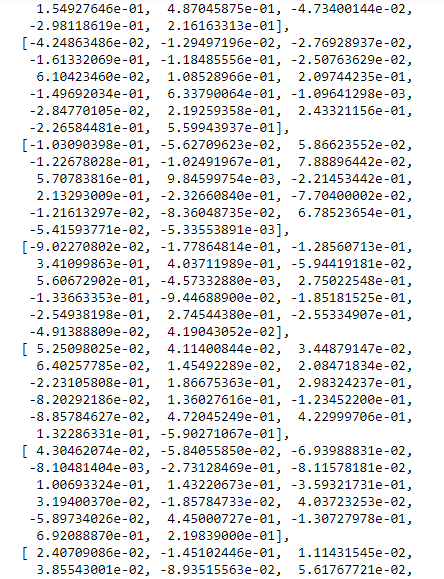 1.54927646e-01, 4.87045875e-01, -4.73400144e-02,
-2.98118619e-01, 2.16163313e-01],
[-4.24863486e-02, -1.29497196e-02, -2.76928937e-02,
-1.61332069e-01, -1.18485556e-01, -2.50763629e-02,
6.10423460e-02, 1.08528966e-01, 2.09744235e-01,
-1.49692034e-01, 6.33790064e-01, -1.09641298e-03,
-2.84770105e-02, 2.19259358e-01, 2.43321156e-01,
-2.26584481e-01, 5.59943937e-01],
[-1.03090398e-01, -5.62709623e-02, 5.86623552e-02,
-1.22678028e-01, -1.02491967e-01, 7.88896442e-02,
5.70783816e-01, 9.84599754e-03, -2.21453442e-01,
2.13293009e-01, -2.32660840e-01, -7.70400002e-02,
-1.21613297e-02, -8.36048735e-02, 6.78523654e-01,
-5.41593771e-02, -5.33553891e-03],
[-9.02270802e-02, -1.77864814e-01, -1.28560713e-01,
3.41099863e-01, 4.03711989e-01, -5.94419181e-02,
5.60672902e-01, -4.57332880e-03, 2.75022548e-01,
-1.33663353e-01, -9.44688900e-02, -1.85181525e-01,
-2.54938198e-01, 2.74544380e-01, -2.55334907e-01,
-4.91388809e-02, 4.19043052e-02],
[ 5.25098025e-02, 4.11400844e-02, 3.44879147e-02,
6.40257785e-02, 1.45492289e-02, 2.08471834e-02,
-2.23105808e-01, 1.86675363e-01, 2.98324237e-01,
-8.20292186e-02, 1.36027616e-01, -1.23452200e-01,
-8.85784627e-02, 4.72045249e-01, 4.22999706e-01,
1.32286331e-01, -5.90271067e-01],
[ 4.30462074e-02, -5.84055850e-02, -6.93988831e-02,
-8.10481404e-03, -2.73128469e-01, -8.11578181e-02,
1.00693324e-01, 1.43220673e-01, -3.59321731e-01,
3.19400370e-02, -1.85784733e-02, 4.03723253e-02,
-5.89734026e-02, 4.45000727e-01, -1.30727978e-01,
6.92088870e-01, 2.19839000e-01],
[ 2.40709086e-02, -1.45102446e-01, 1.11431545e-02,
3.85543001e-02, -8.93515563e-02, 5.61767721e-02,